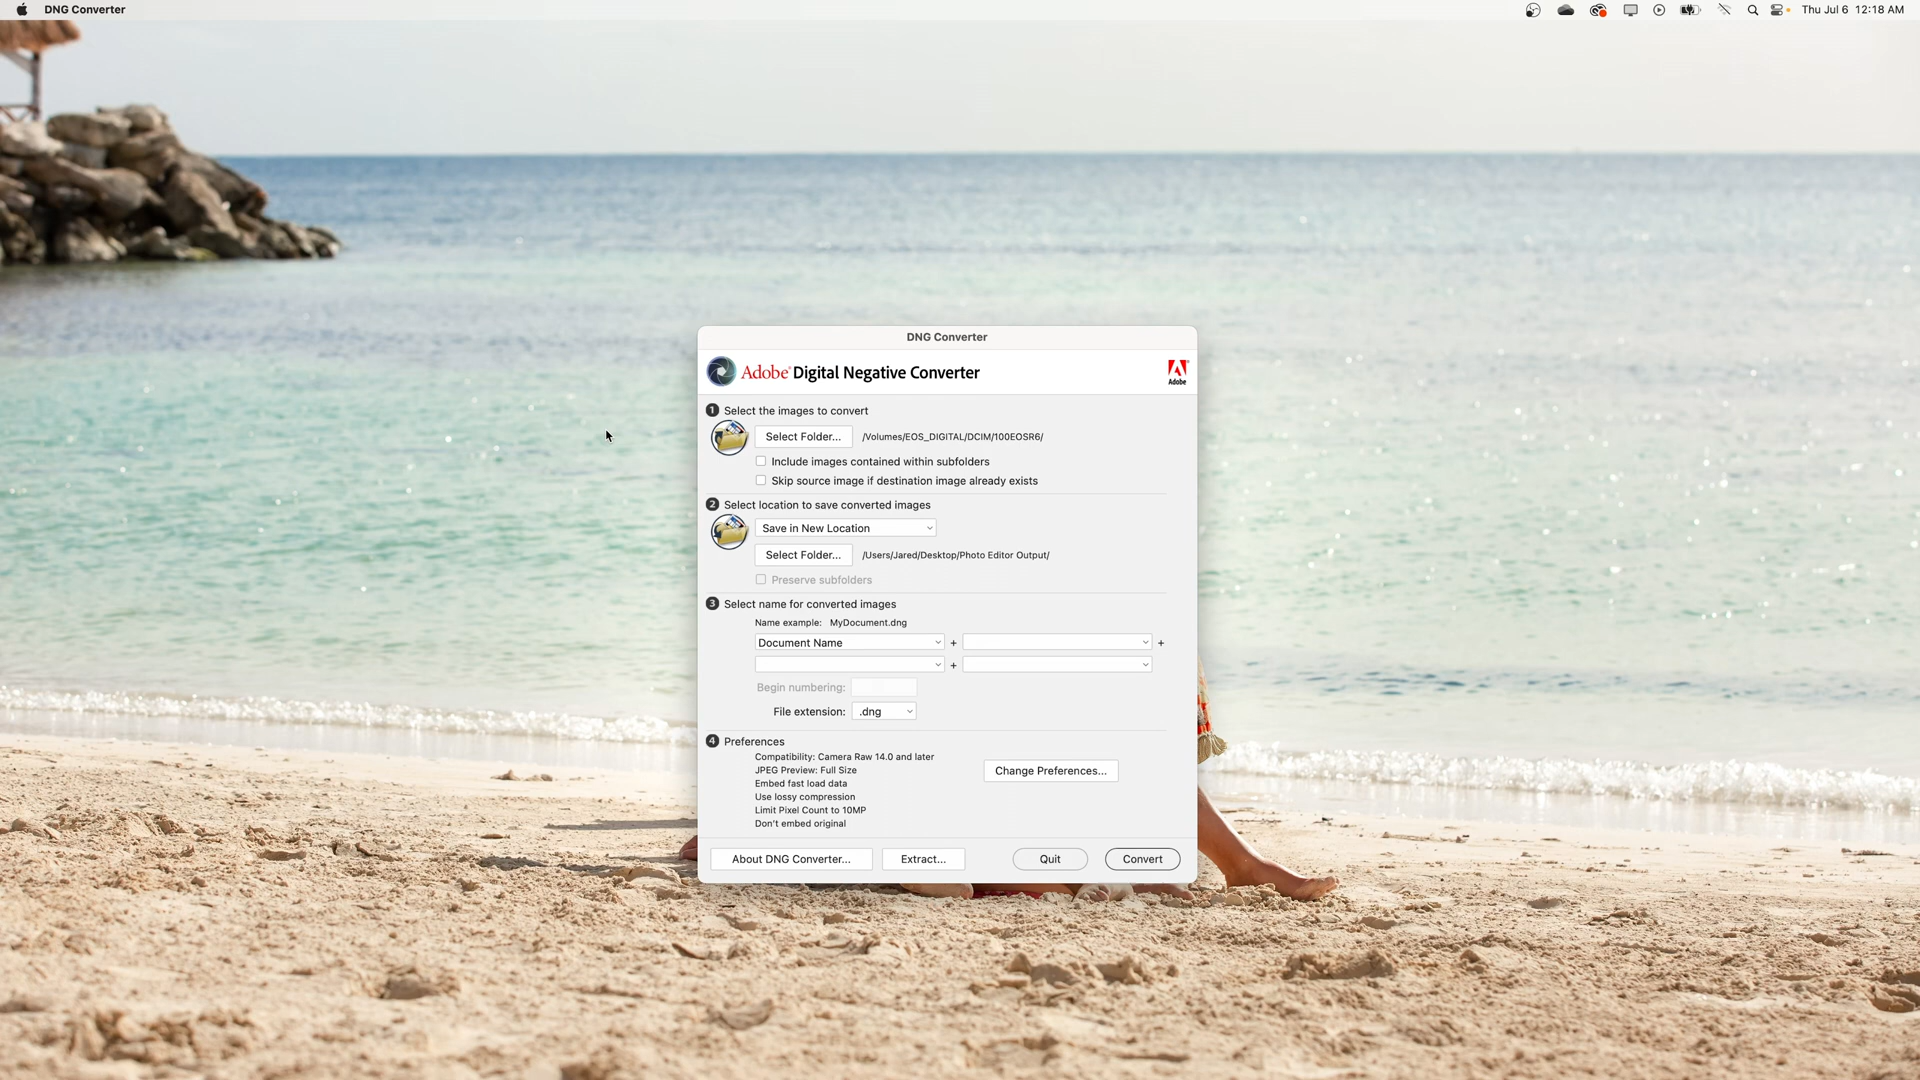 DNG Converter
Thu Jul 6 12:18 AM
DNG Converter
Adobe Digital Negative Converter
Adobe
1 Select the images to convert
Select Folder... /Volumes/EOS_DIGITAL/DCIM/100EOSR6/
Include images contained within subfolders
Skip source image if destination image already exists
2 Select location to save converted images
Save in New Location
Select Folder... /Users/Jared/Desktop/Photo Editor Output/
Preserve subfolders
3 Select name for converted images
Name example: MyDocument.dng
Document Name + +
+
Begin numbering:
File extension: .dng
4 Preferences
Compatibility: Camera Raw 14.0 and later
JPEG Preview: Full Size
Change Preferences...
Embed fast load data
Use lossy compression
Limit Pixel Count to 10MP
Don't embed original
About DNG Converter... Extract... Quit Convert